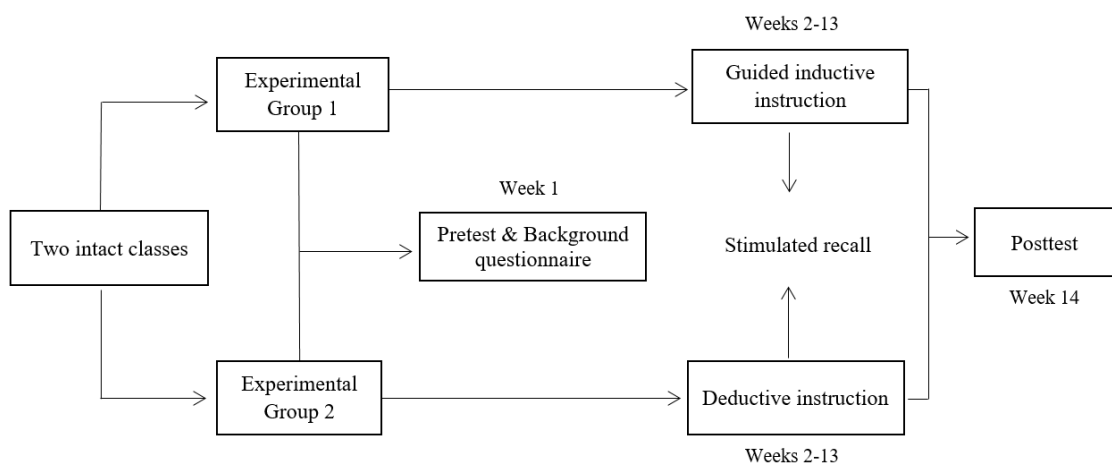 Weeks 2-13
Experimental
Group 1
Guided inductive
instruction
Week 1
Two intact classes
Pretest & Background
questionnaire
Stimulated recall
Posttest
Week 14
Experimental
Group 2
Deductive instruction
Weeks 2-13